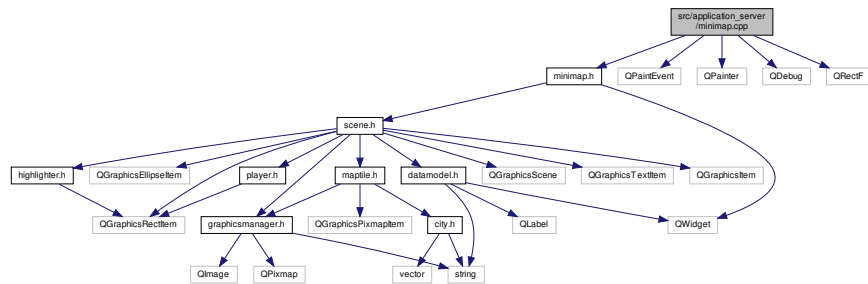 src/application_server
/minimap.cpp
minimap.h
QPaintEvent
QPainter
QDebug
QRectF
scene.h
highlighter.h
QGraphicsEllipseItem
player.h
maptile.h
datamodel.h
QGraphicsScene
QGraphicsTextItem
QGraphicsItem
QGraphicsRectItem
graphicsmanager.h
QGraphicsPixmapItem
city.h
QLabel
QWidget
QImage
QPixmap
vector
string